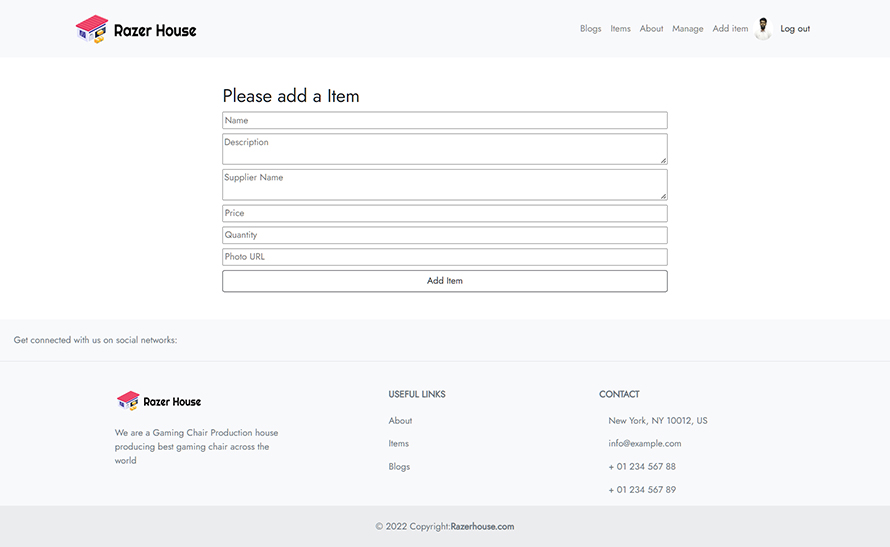 Razer House
Blogs Items About Manage Add item Log out
Please add a Item
Name
Description
Supplier Name
Price
Quantity
Photo URL
Add Item
Get connected with us on social networks:
Razer House
We are a Gaming Chair Production house
producing best gaming chair across the
world
USEFUL LINKS
About
Items
Blogs
CONTACT
New York, NY 10012, US
info@example.com
+ 01 234 567 88
+ 01 234 567 89
© 2022 Copyright:Razerhouse.com